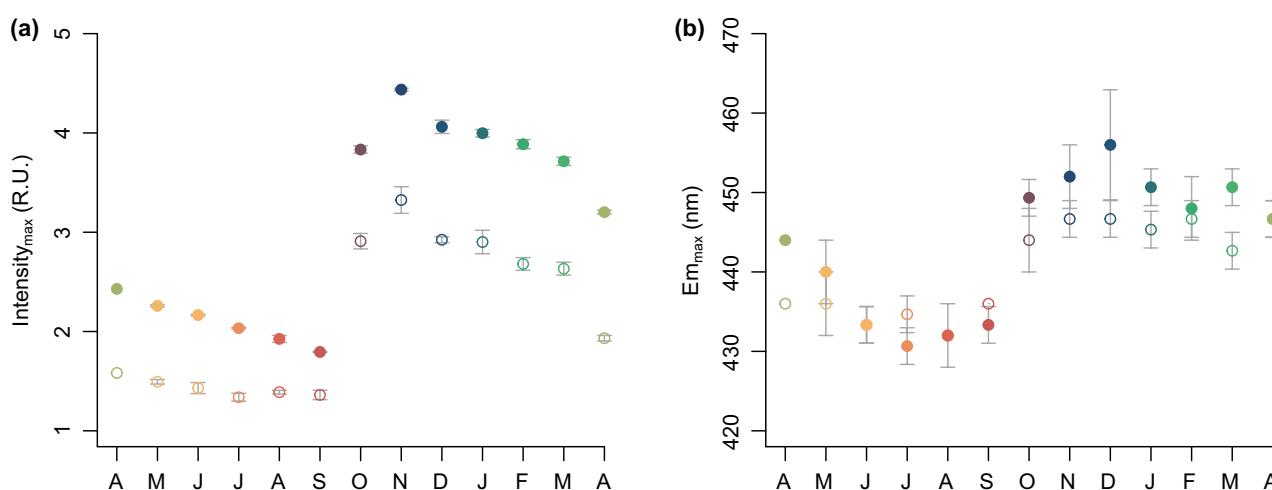 (a)
Intensitymax (R.U.)
5
4
3
2
1
A M J J A S O N D J F M A
(b)
Emmax (nm)
470
460
450
440
430
420
A M J J A S O N D J F M A